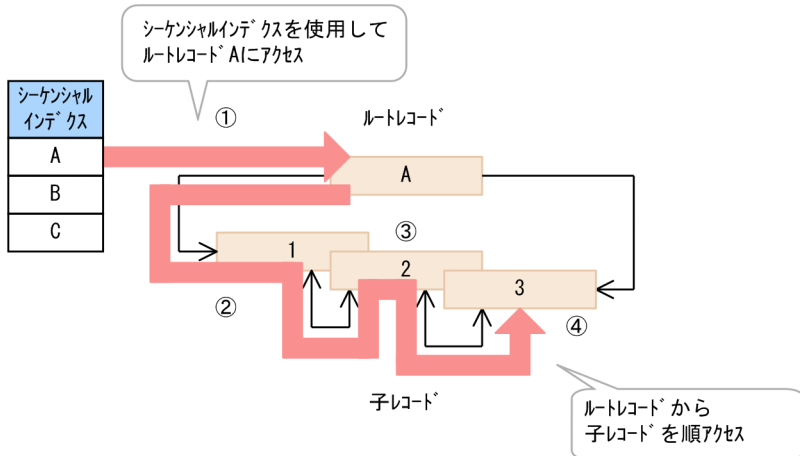 シーケンシャルインデクスを使用して
ルートレコードAにアクセス
シーケンシャル
インデクス
A
B
C
①
ルートレコード
A
1
③
2
3
②
④
子レコード
ルートレコードから
子レコードを順アクセス